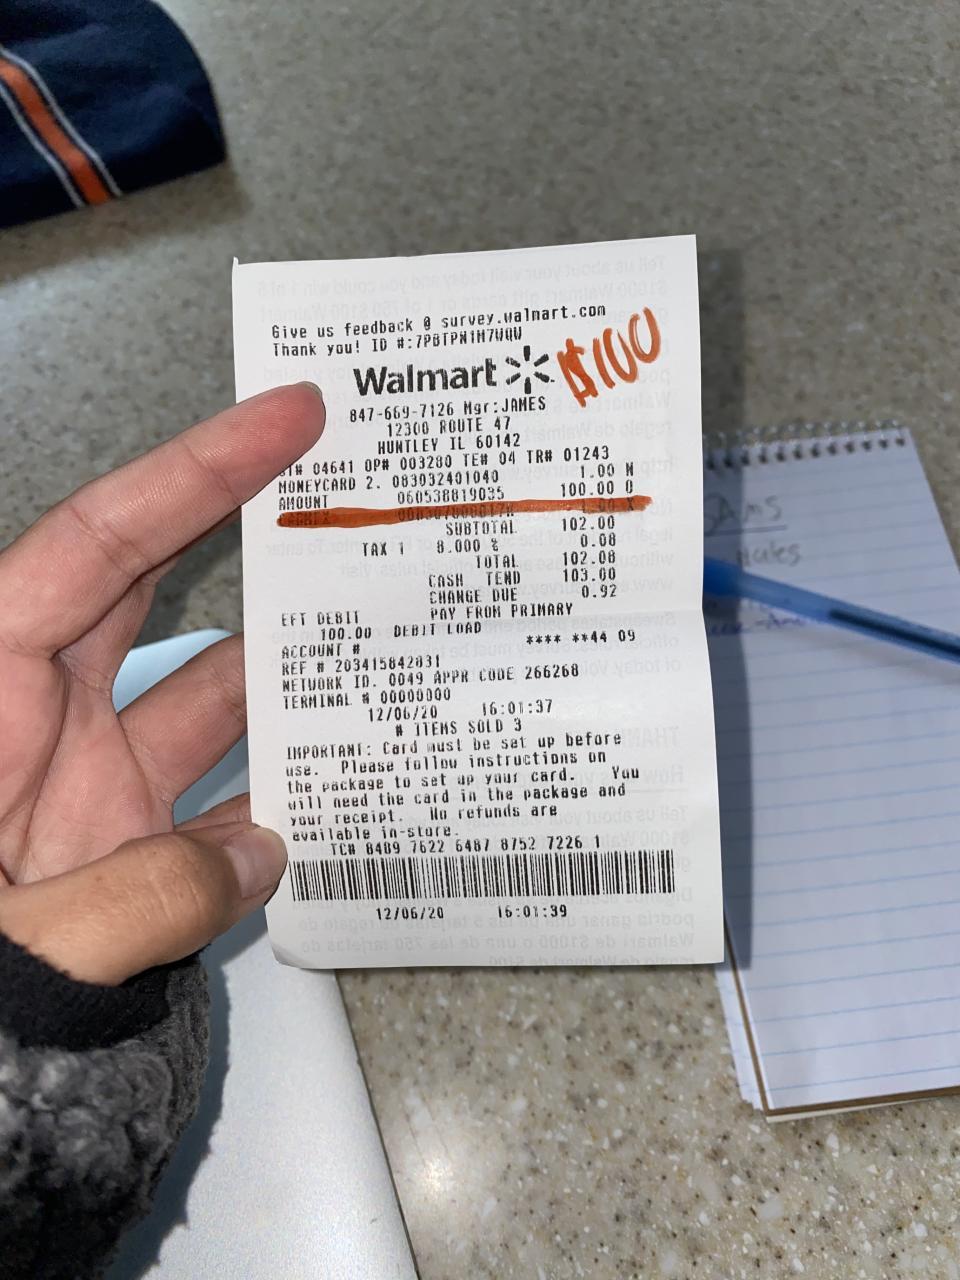 Give us feedback @ survey.walmart.com
Thank you! ID #:7PBTPN1M7WQW
Walmart
$100
847-669-7126 Mgr:JAMES
12300 ROUTE 47
HUNTLEY IL 60142
ST# 04641 OP# 003280 TE# 04 TR# 01243
MONEYCARD 2. 083032401040 1.00 N
AMOUNT 060538819035 100.00 O
SUBTOTAL 102.00
TAX 1 8.000 % 0.08
TOTAL 102.08
CASH TEND 103.00
CHANGE DUE 0.92
EFT DEBIT PAY FROM PRIMARY
100.00 DEBIT LOAD
ACCOUNT # **** **44 09
REF # 203415842031
NETWORK ID. 0049 APPR CODE 266268
TERMINAL # 00000000
12/06/20 16:01:37
# ITEMS SOLD 3
IMPORTANT: Card must be set up before
use. Please follow instructions on
the package to set up your card. You
will need the card in the package and
your receipt. No refunds are
available in-store.
TC# 8489 7622 6487 8752 7226 1
12/06/20 16:01:39